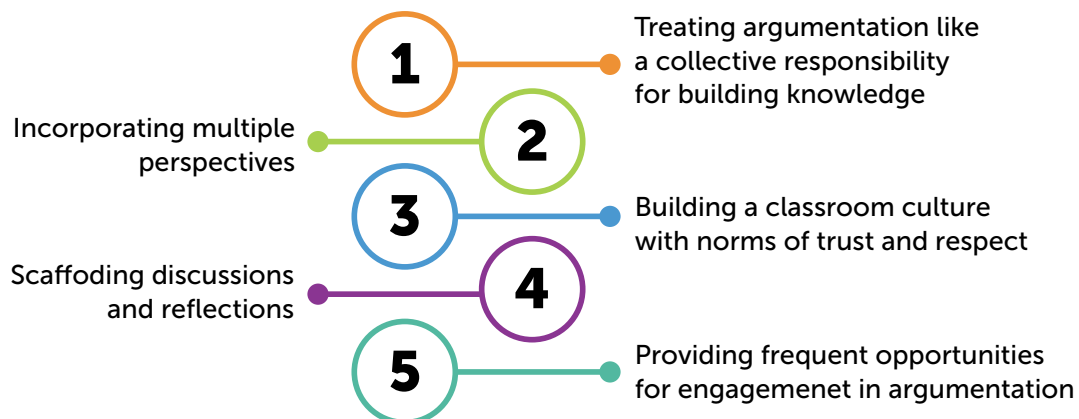 1
Treating argumentation like
a collective responsibility
for building knowledge
2
Incorporating multiple
perspectives
3
Building a classroom culture
with norms of trust and respect
4
Scaffoding discussions
and reflections
5
Providing frequent opportunities
for engagemenet in argumentation